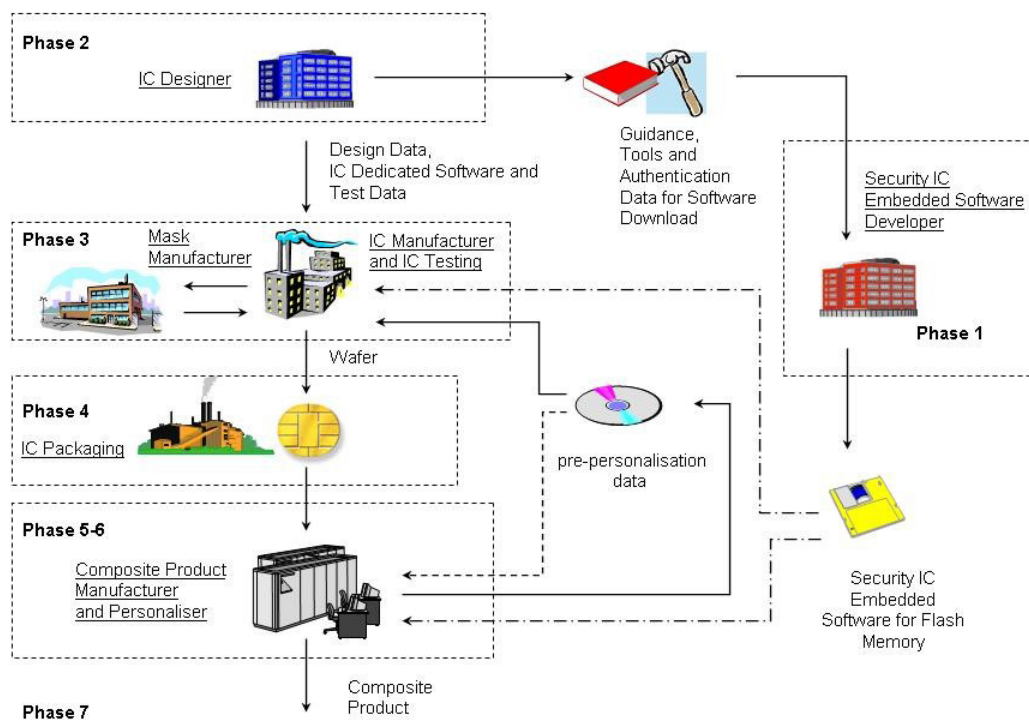 Phase 2
IC Designer
Guidance,
Tools and
Authentication
Data for Software
Download
Design Data,
IC Dedicated Software and
Test Data
Security IC
Embedded Software
Developer
Phase 1
Phase 3
Mask
Manufacturer
IC Manufacturer
and IC Testing
Wafer
Phase 4
IC Packaging
pre-personalisation
data
Phase 5-6
Composite Product
Manufacturer
and Personaliser
Security IC
Embedded
Software for Flash
Memory
Composite
Product
Phase 7